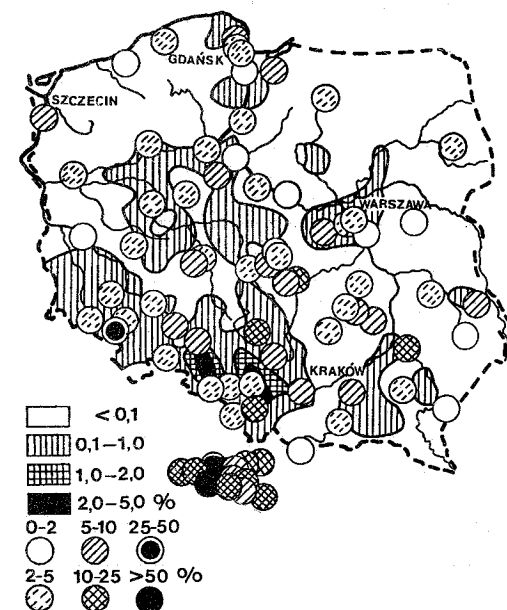 GDAŃSK
SZCZECIN
WARSZAWA
KRAKÓW
< 0,1
0,1-1,0
1,0-2,0
2,0-5,0 %
0-2 5-10 25-50
2-5 10-25 >50 %